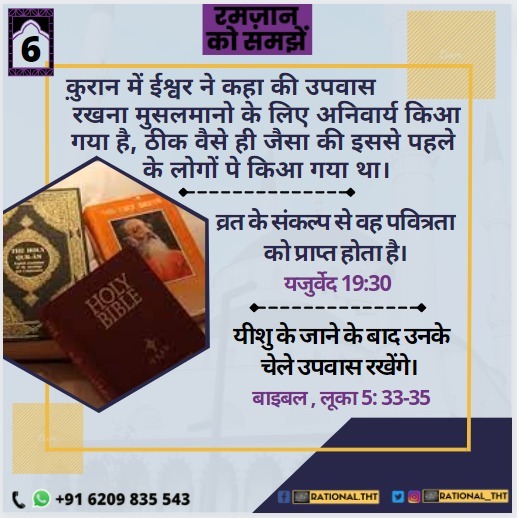 6
रमज़ान
को समझें
क़ुरान में ईश्वर ने कहा की उपवास
रखना मुसलमानो के लिए अनिवार्य किआ
गया है, ठीक वैसे ही जैसा की इससे पहले
के लोगों पे किआ गया था।
व्रत के संकल्प से वह पवित्रता
को प्राप्त होता है।
यजुर्वेद 19:30
यीशु के जाने के बाद उनके
चेले उपवास रखेंगे।
बाइबल , लूका 5: 33-35
THE HOLY
QUR-AN
HOLY
BIBLE
+91 6209 835 543
RATIONAL.THT
RATIONAL_THT